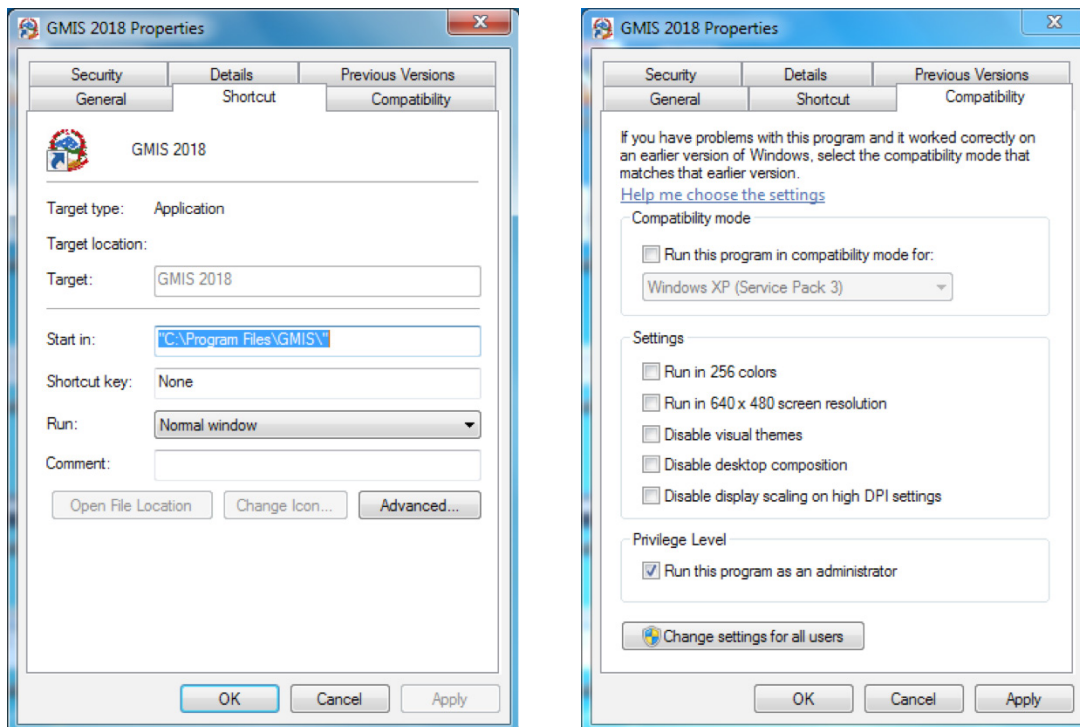 GMIS 2018 Properties
Security Details Previous Versions
General Shortcut Compatibility
GMIS 2018
Target type: Application
Target location:
Target: GMIS 2018
Start in: "C:\Program Files\GMIS\"
Shortcut key: None
Run: Normal window
Comment:
Open File Location Change Icon... Advanced...
OK Cancel Apply
GMIS 2018 Properties
Security Details Previous Versions
General Shortcut Compatibility
If you have problems with this program and it worked correctly on
an earlier version of Windows, select the compatibility mode that
matches that earlier version.
Help me choose the settings
Compatibility mode
Run this program in compatibility mode for:
Windows XP (Service Pack 3)
Settings
Run in 256 colors
Run in 640 x 480 screen resolution
Disable visual themes
Disable desktop composition
Disable display scaling on high DPI settings
Privilege Level
Run this program as an administrator
Change settings for all users
OK Cancel Apply